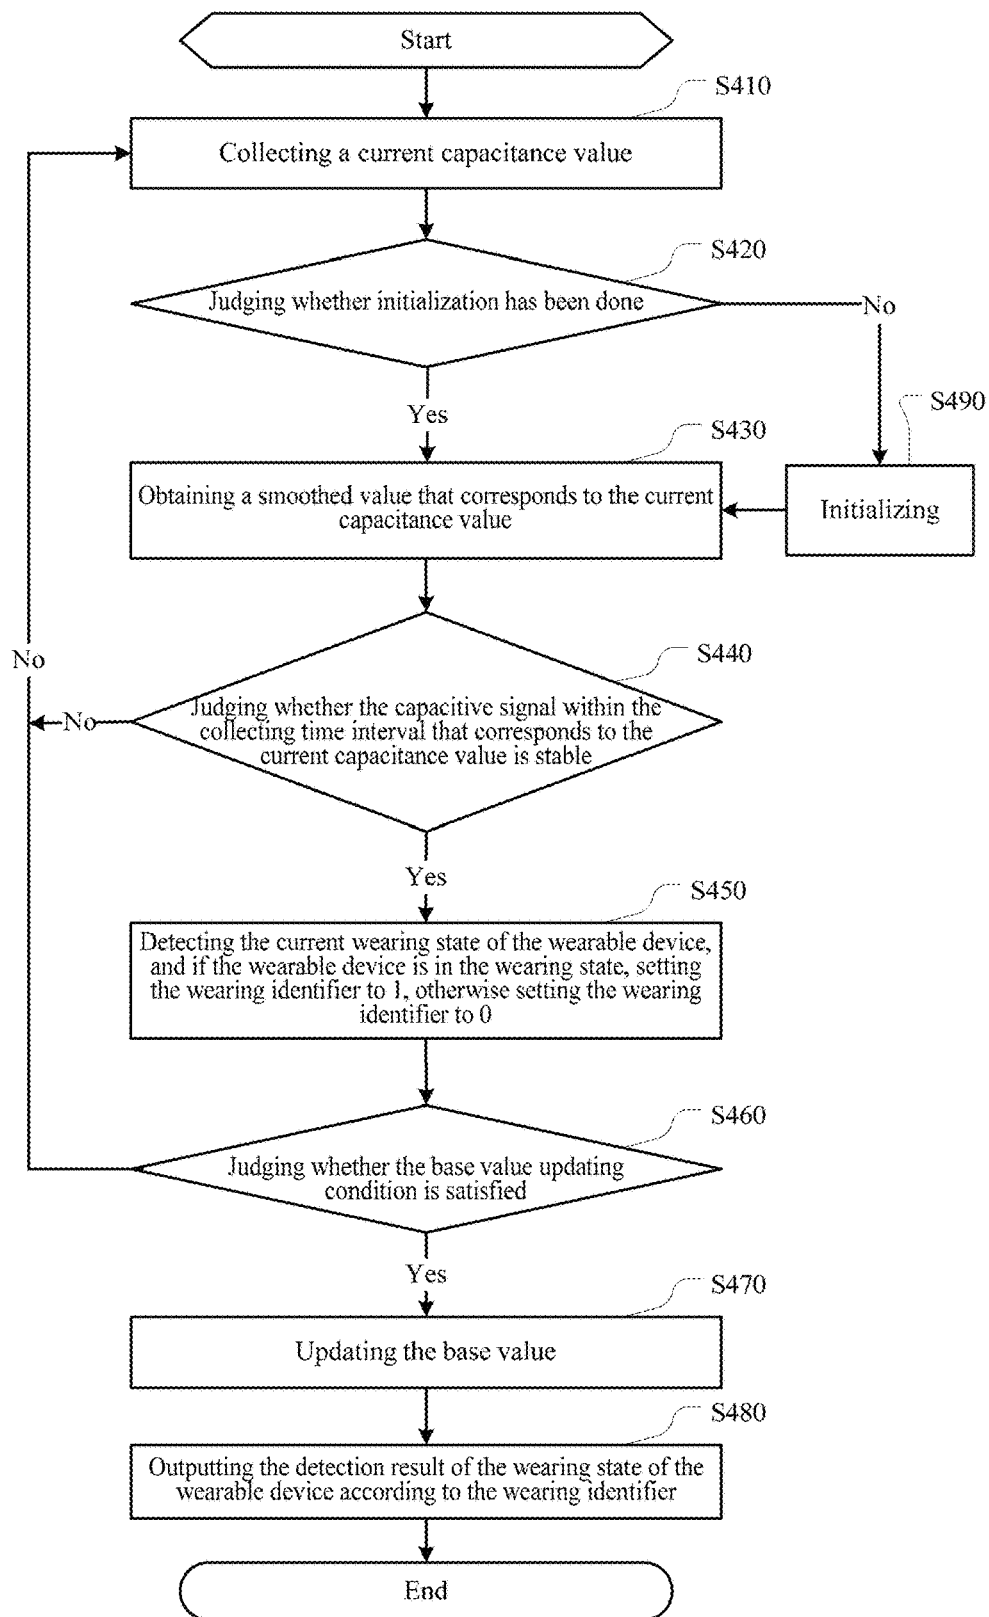 Start
S410
Collecting a current capacitance value
S420
Judging whether initialization has been done
No
Yes
S490
S430
Obtaining a smoothed value that corresponds to the current
capacitance value
Initializing
No
S440
No
Judging whether the capacitive signal within the
collecting time interval that corresponds to the
current capacitance value is stable
Yes
S450
Detecting the current wearing state of the wearable device,
and if the wearable device is in the wearing state, setting
the wearing identifier to 1, otherwise setting the wearing
identifier to 0
S460
Judging whether the base value updating
condition is satisfied
Yes
S470
Updating the base value
S480
Outputting the detection result of the wearing state of the
wearable device according to the wearing identifier
End